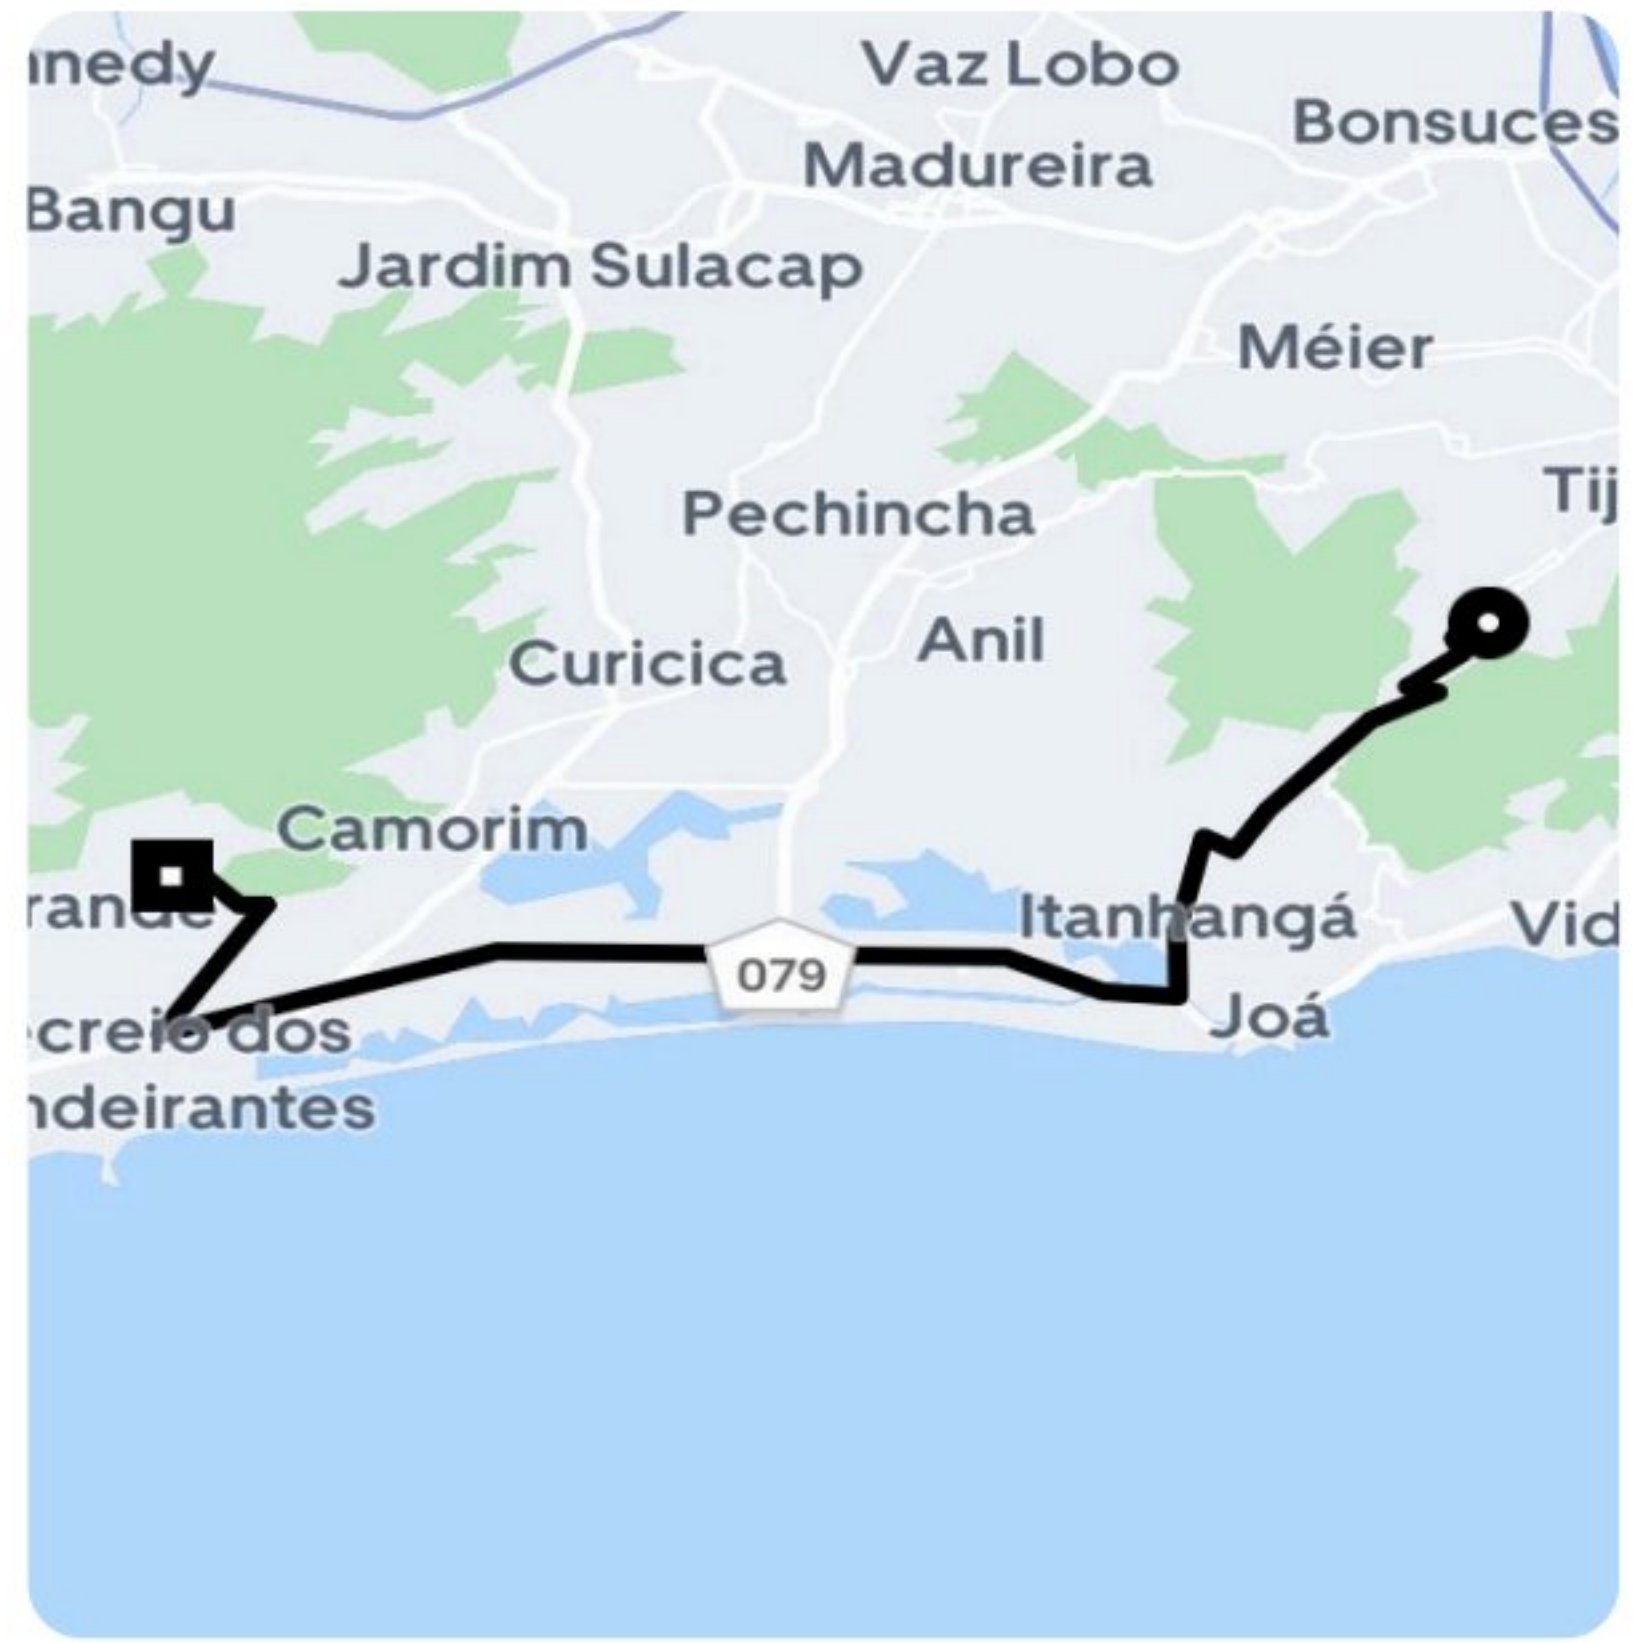 nnedy
Vaz Lobo
Bonsuces
Madureira
Bangu
Jardim Sulacap
Méier
Tij
Pechincha
Anil
Curicica
Camorim
rande
Itanhangá
Vid
079
Joá
creio dos
ndeirantes